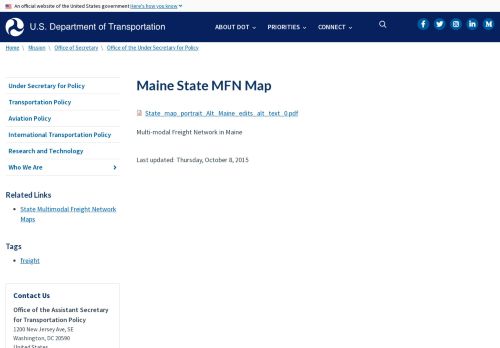 An official website of the United States government Here's how you know
U.S. Department of Transportation
ABOUT DOT
PRIORITIES
CONNECT
Home \ Mission \ Office of Secretary \ Office of the Under Secretary for Policy
Under Secretary for Policy
Transportation Policy
Aviation Policy
International Transportation Policy
Research and Technology
Who We Are
Related Links
State Multimodal Freight Network
Maps
Tags
freight
Contact Us
Office of the Assistant Secretary
for Transportation Policy
1200 New Jersey Ave, SE
Washington, DC 20590
United States
Maine State MFN Map
State_map_portrait_Alt_Maine_edits_alt_text_0.pdf
Multi-modal Freight Network in Maine
Last updated: Thursday, October 8, 2015